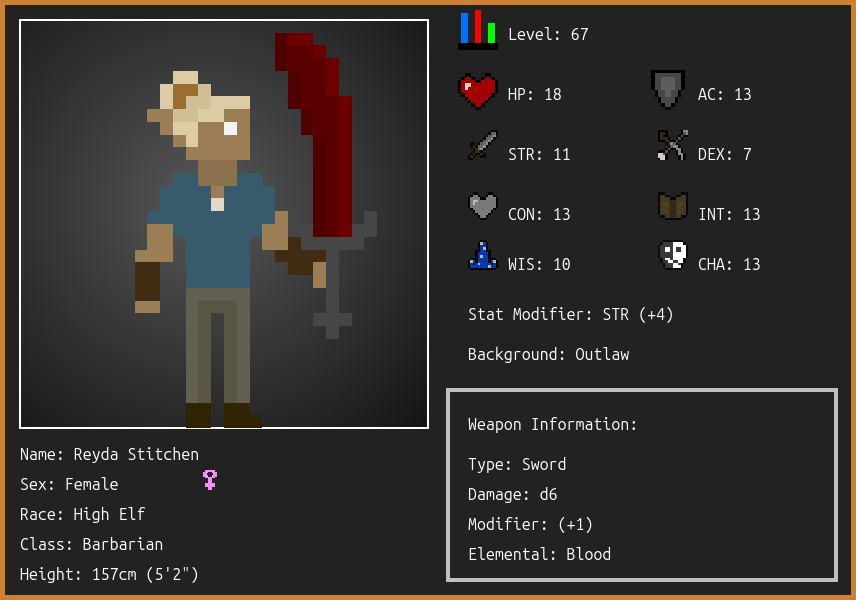 Level: 67
HP: 18
AC: 13
STR: 11
DEX: 7
CON: 13
INT: 13
WIS: 10
CHA: 13
Stat Modifier: STR (+4)
Background: Outlaw
Weapon Information:
Type: Sword
Damage: d6
Modifier: (+1)
Elemental: Blood
Name: Reyda Stitchen
Sex: Female
Race: High Elf
Class: Barbarian
Height: 157cm (5'2")